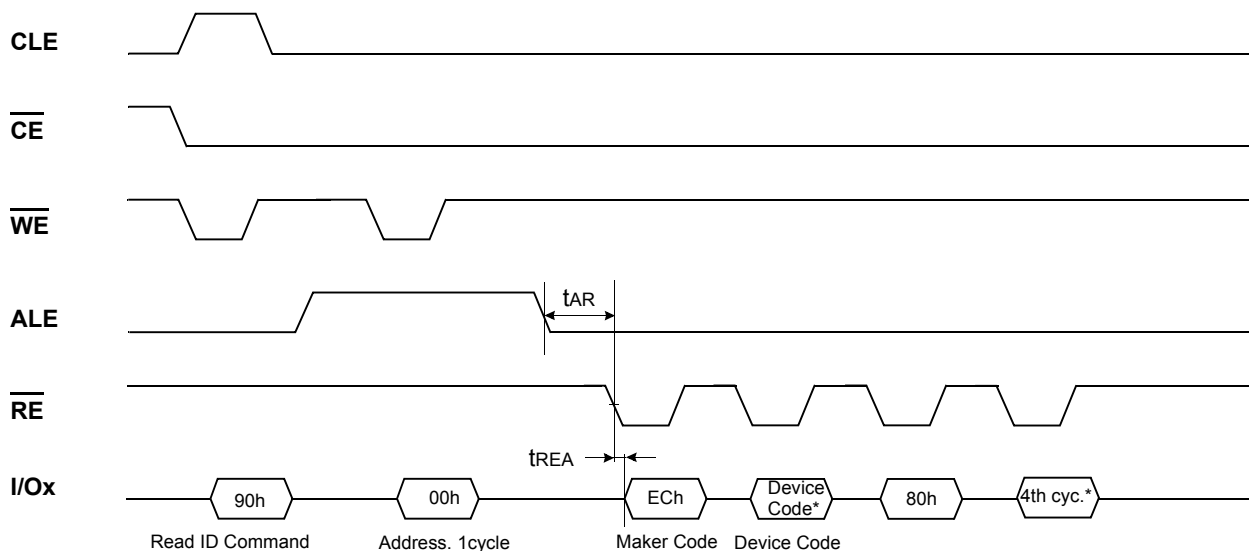 CLE
CE
WE
ALE
tAR
RE
tREA
I/Ox
90h
00h
ECh
Device
Code*
80h
4th cyc.*
Read ID Command
Address. 1cycle
Maker Code
Device Code